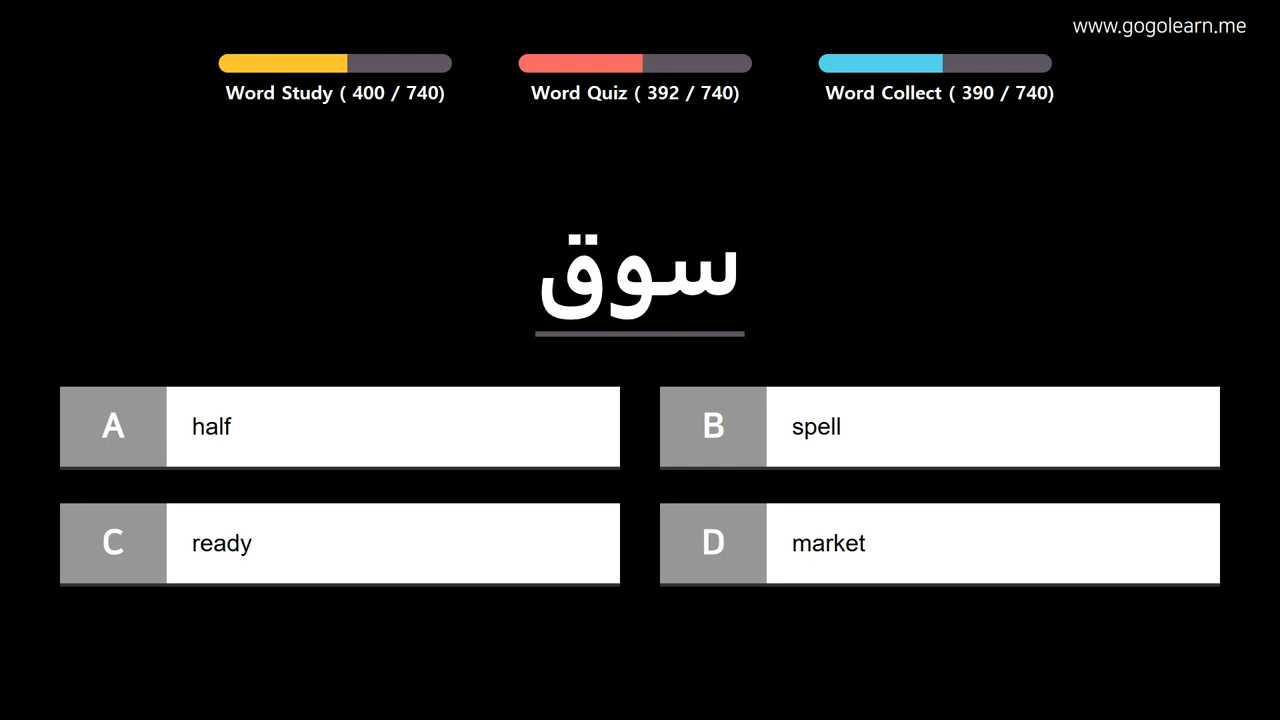 www.gogolearn.me
Word Study ( 400 / 740)
Word Quiz ( 392 / 740)
Word Collect ( 390 / 740)
سوق
A half
B spell
C ready
D market